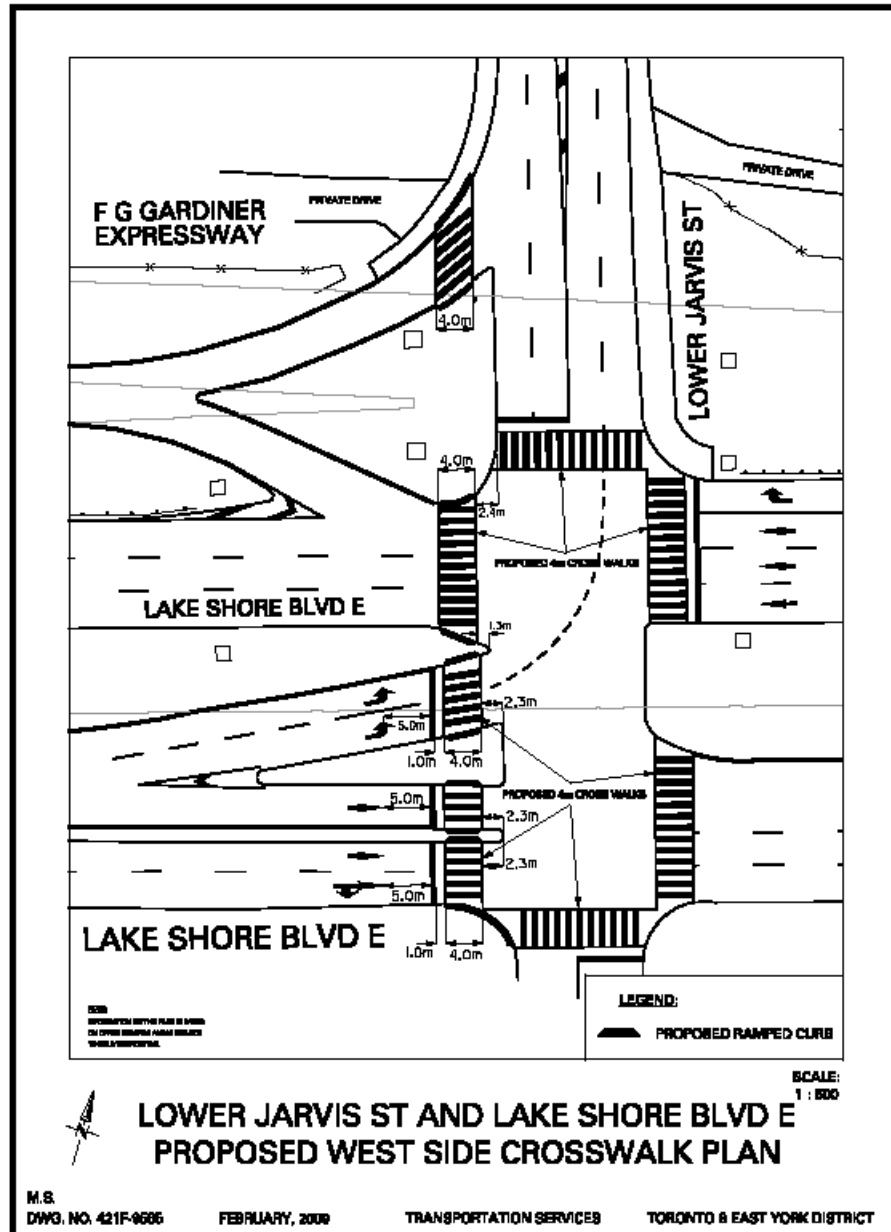 PRIVATE DRIVE
PRIVATE DRIVE
F G GARDINER
EXPRESSWAY
LOWER JARVIS ST
4.0m
4.0m
2.4m
PROPOSED 4m CROSS WALKS
LAKE SHORE BLVD E
1.3m
2.3m
5.0m
1.0m
4.0m
PROPOSED 4m CROSS WALKS
5.0m
2.3m
2.3m
5.0m
LAKE SHORE BLVD E
1.0m
4.0m
LEGEND:
PROPOSED RAMPED CURB
SCALE:
N
LOWER JARVIS ST AND LAKE SHORE BLVD E
PROPOSED WEST SIDE CROSSWALK PLAN
M.S.
DWG. NO. FEBRUARY, 2009 TRANSPORTATION SERVICES TORONTO & EAST YORK DISTRICT